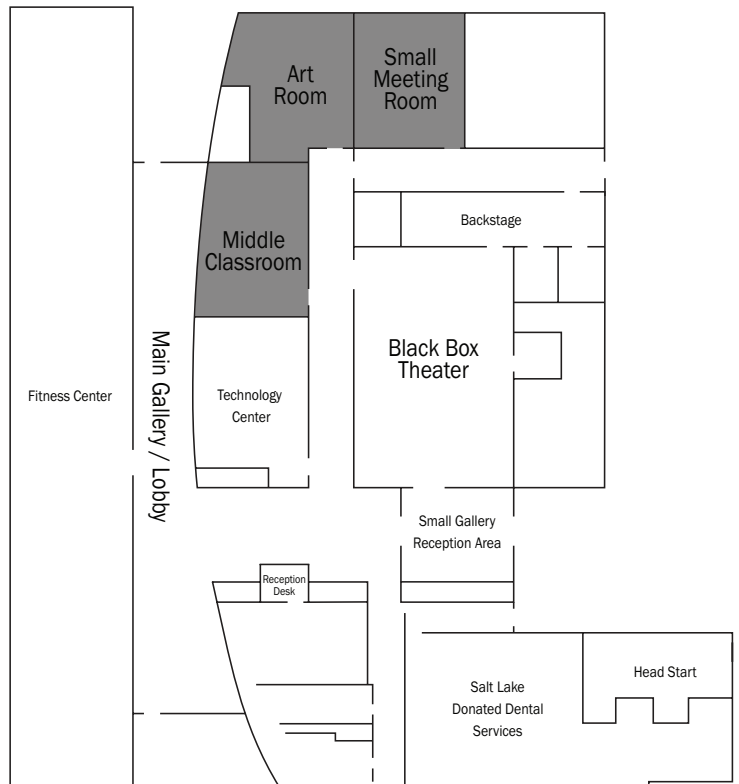 Art
Room
Small
Meeting
Room
Backstage
Middle
Classroom
Black Box
Theater
Main Gallery / Lobby
Fitness Center
Technology
Center
Small Gallery
Reception Area
Reception
Desk
Salt Lake
Donated Dental
Services
Head Start